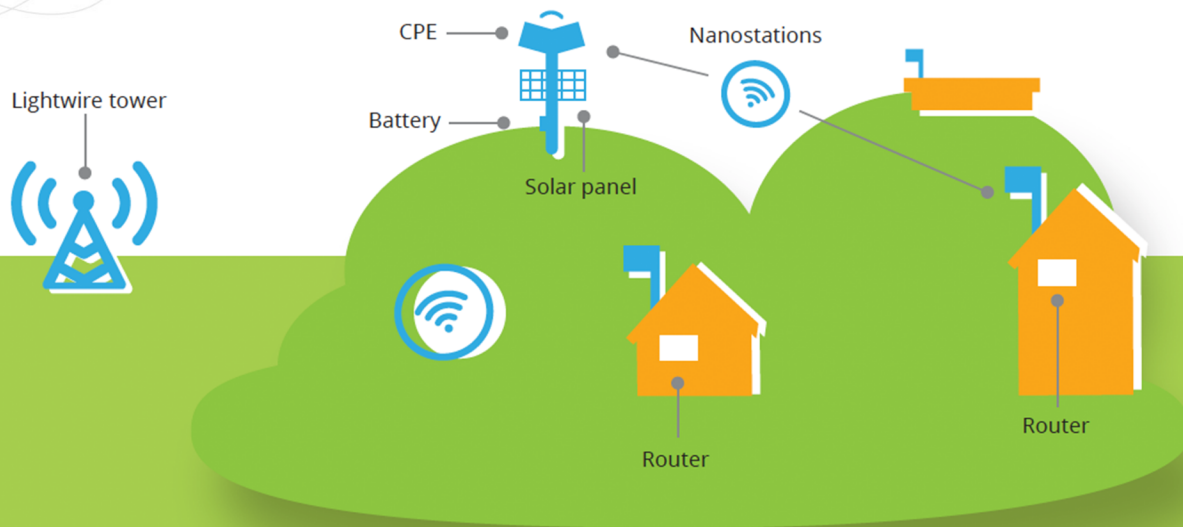 CPE
Nanostations
Lightwire tower
Battery
Solar panel
Router
Router